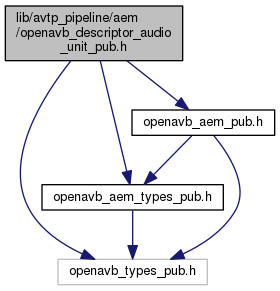 lib/avtp_pipeline/aem
/openavb_descriptor_audio
_unit_pub.h
openavb_aem_pub.h
openavb_aem_types_pub.h
openavb_types_pub.h